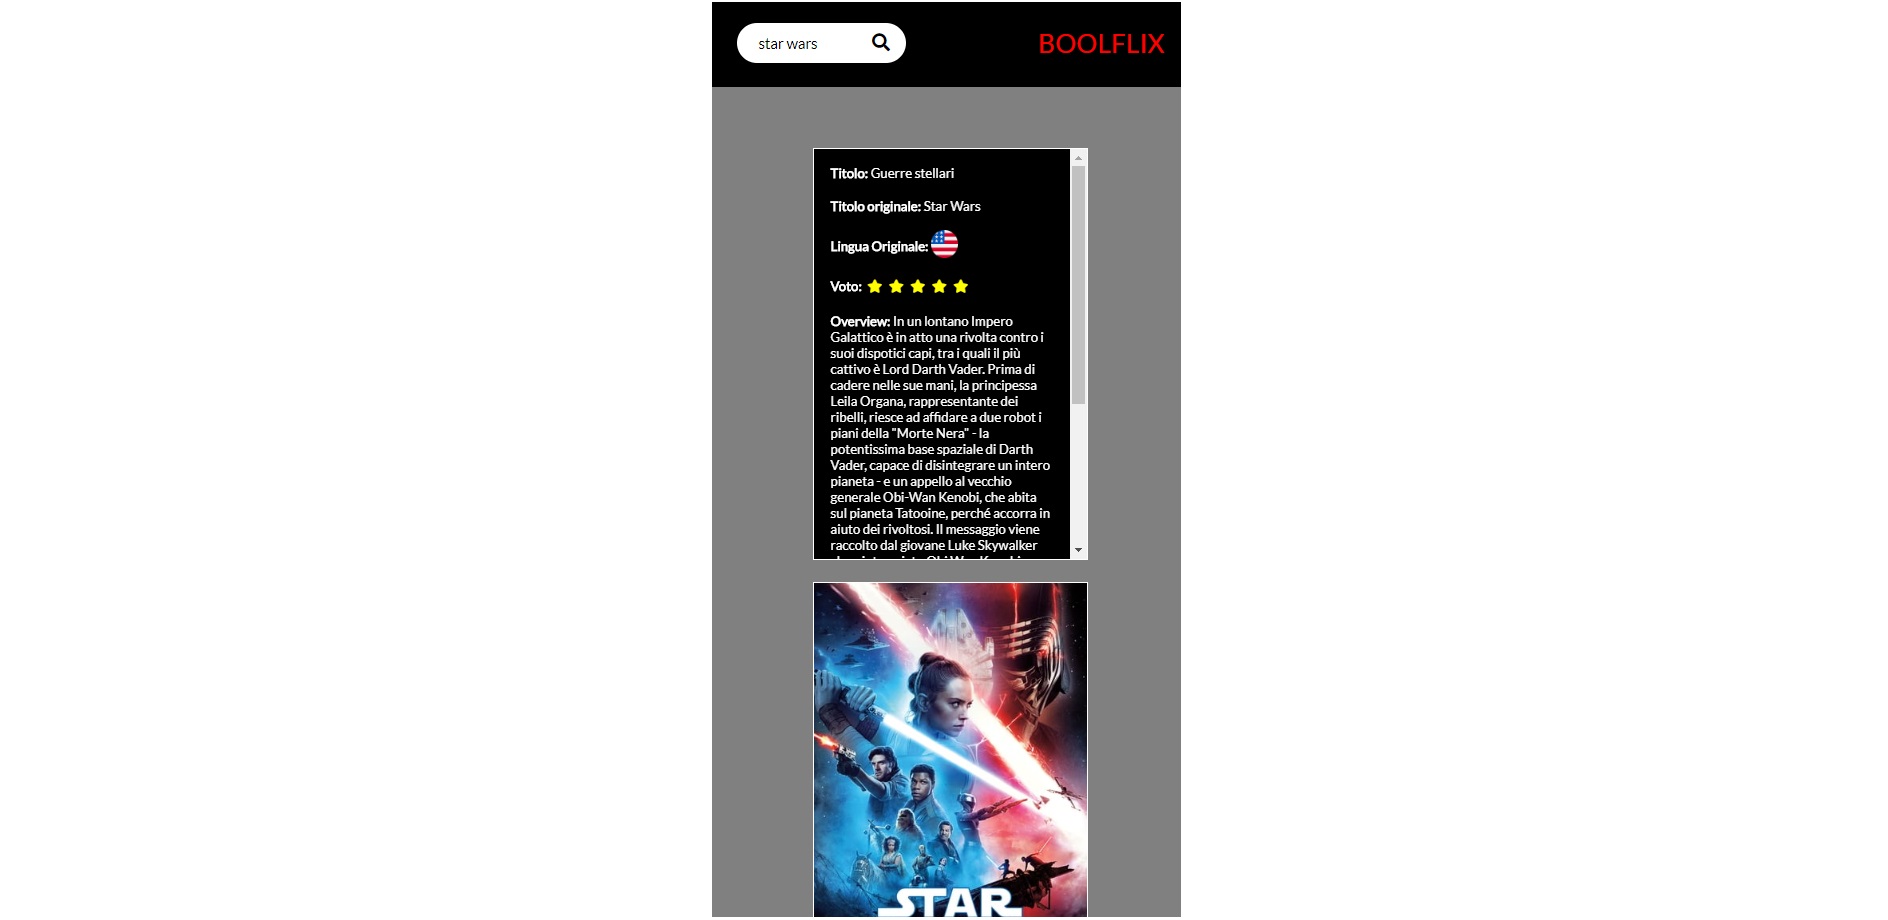 star wars
BOOLFLIX
Titolo: Guerre stellari
Titolo originale: Star Wars
Lingua Originale:
Voto:
Overview: In un lontano Impero
Galattico è in atto una rivolta contro i
suoi dispotici capi, tra i quali il più
cattivo è Lord Darth Vader. Prima di
cadere nelle sue mani, la principessa
Leila Organa, rappresentante dei
ribelli, riesce ad affidare a due robot i
piani della "Morte Nera" - la
potentissima base spaziale di Darth
Vader, capace di disintegrare un intero
pianeta - e un appello al vecchio
generale Obi-Wan Kenobi, che abita
sul pianeta Tatooine, perché accorra in
aiuto dei rivoltosi. Il messaggio viene
raccolto dal giovane Luke Skywalker
STAR